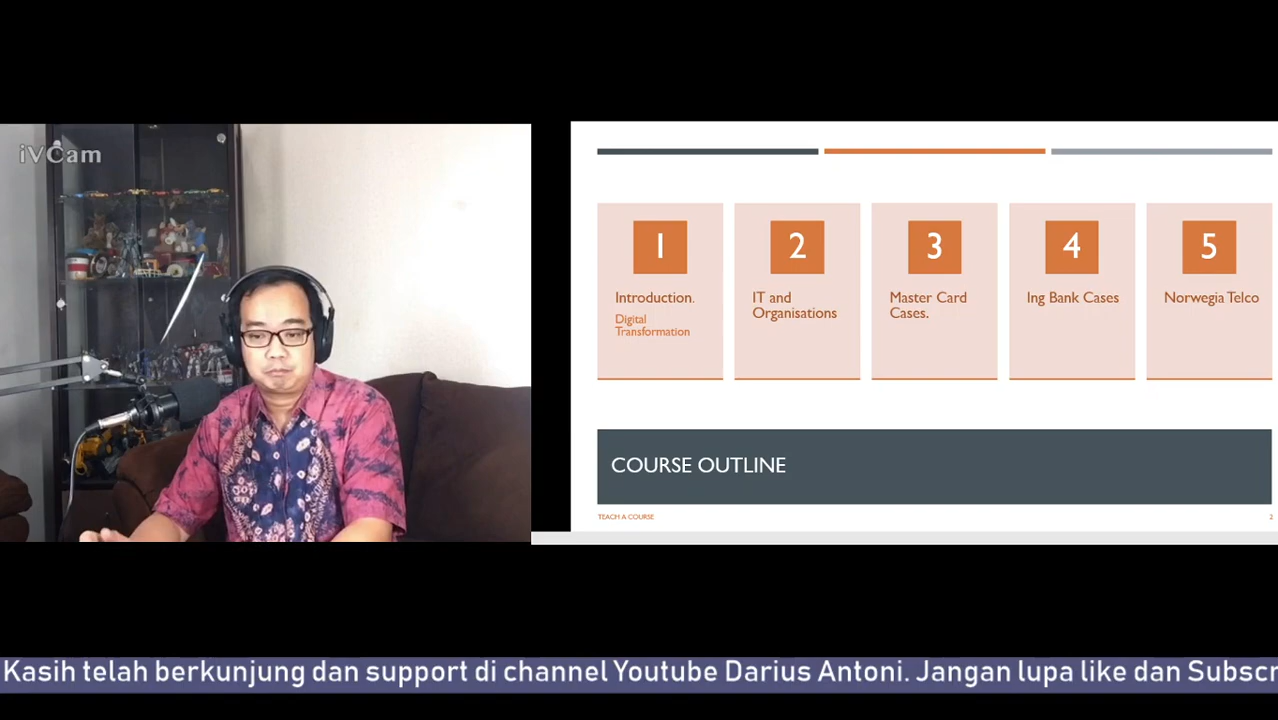 iVCam
1
Introduction.
Digital
Transformation
2
IT and
Organisations
3
Master Card
Cases.
4
Ing Bank Cases
5
Norwegia Telco
COURSE OUTLINE
TEACH A COURSE
2
Kasih telah berkunjung dan support di channel Youtube Darius Antoni. Jangan lupa like dan Subscr